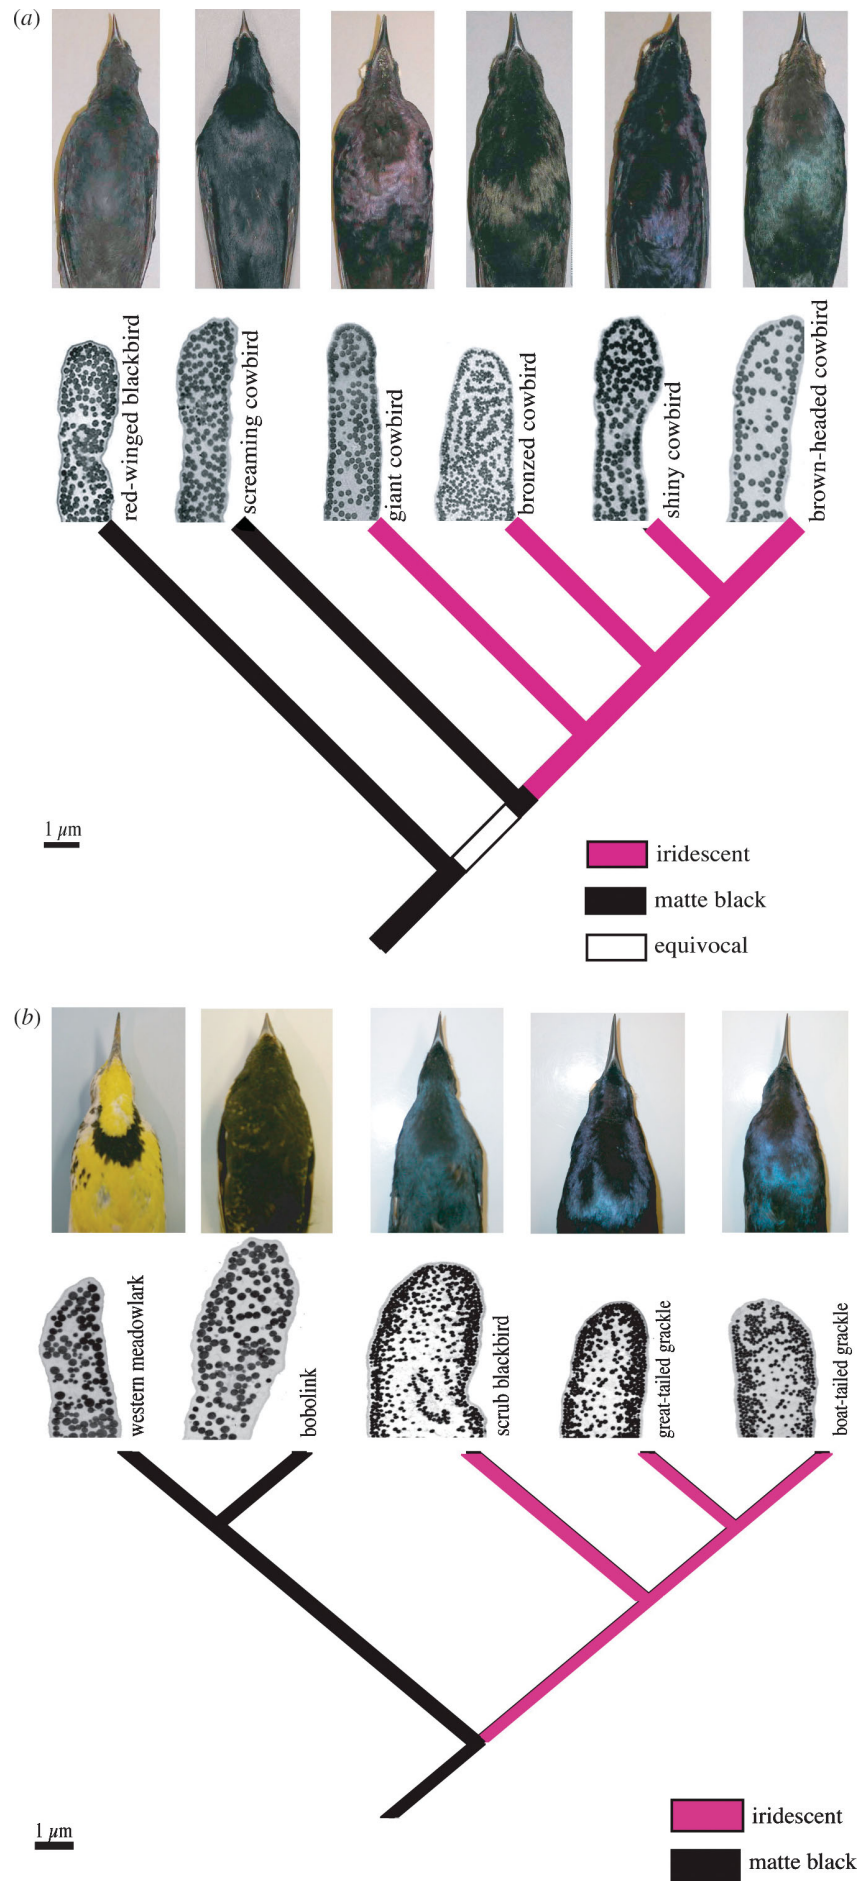 (a)
red-winged blackbird
screaming cowbird
giant cowbird
bronzed cowbird
shiny cowbird
brown-headed cowbird
1 µm
iridescent
matte black
equivocal
(b)
western meadowlark
bobolink
scrub blackbird
great-tailed grackle
boat-tailed grackle
1 µm
iridescent
matte black